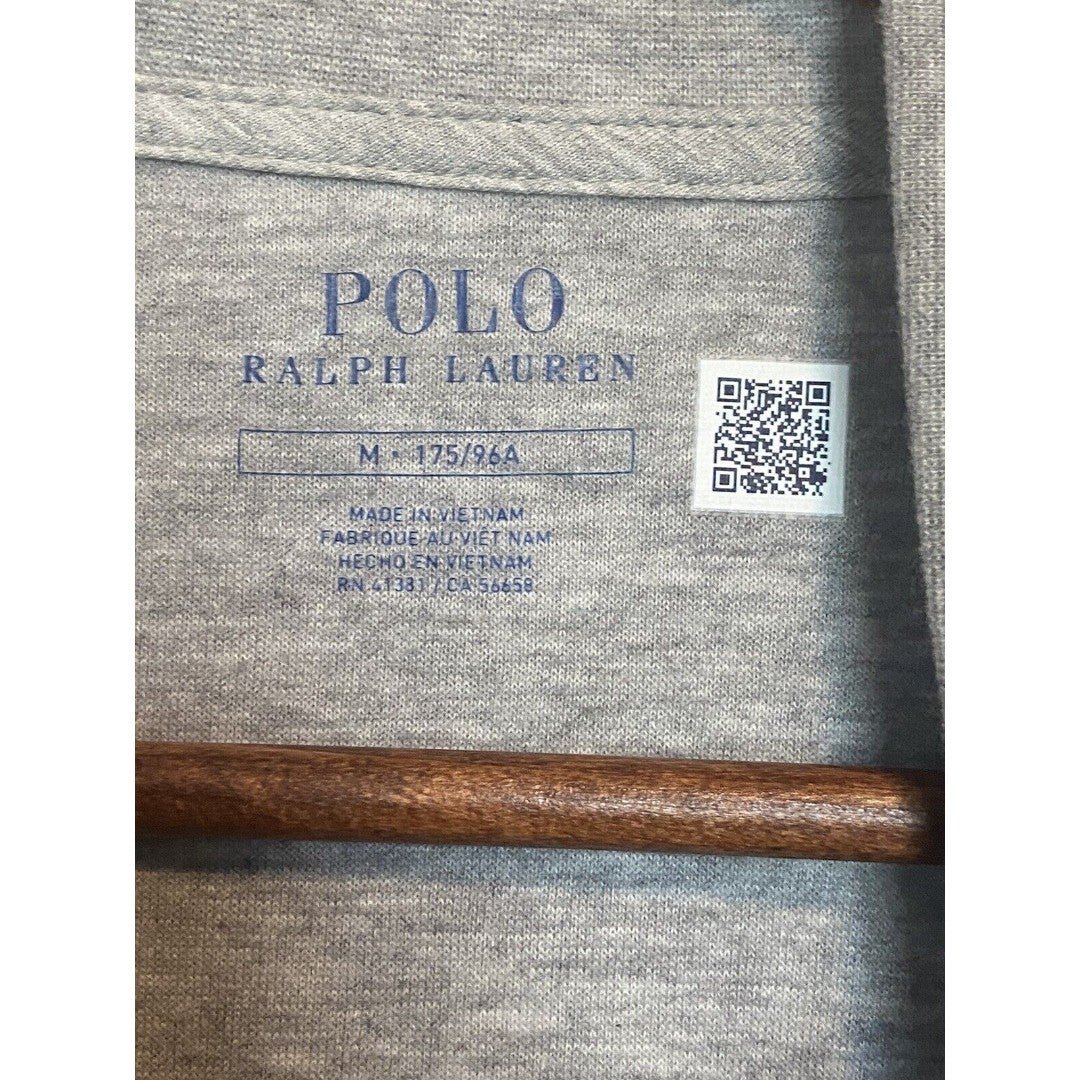 POLO
RALPH LAUREN
M • 175/96A
MADE IN VIETNAM
FABRIQUE AU VIET NAM
HECHO EN VIETNAM
RN 41381 / CA 56658